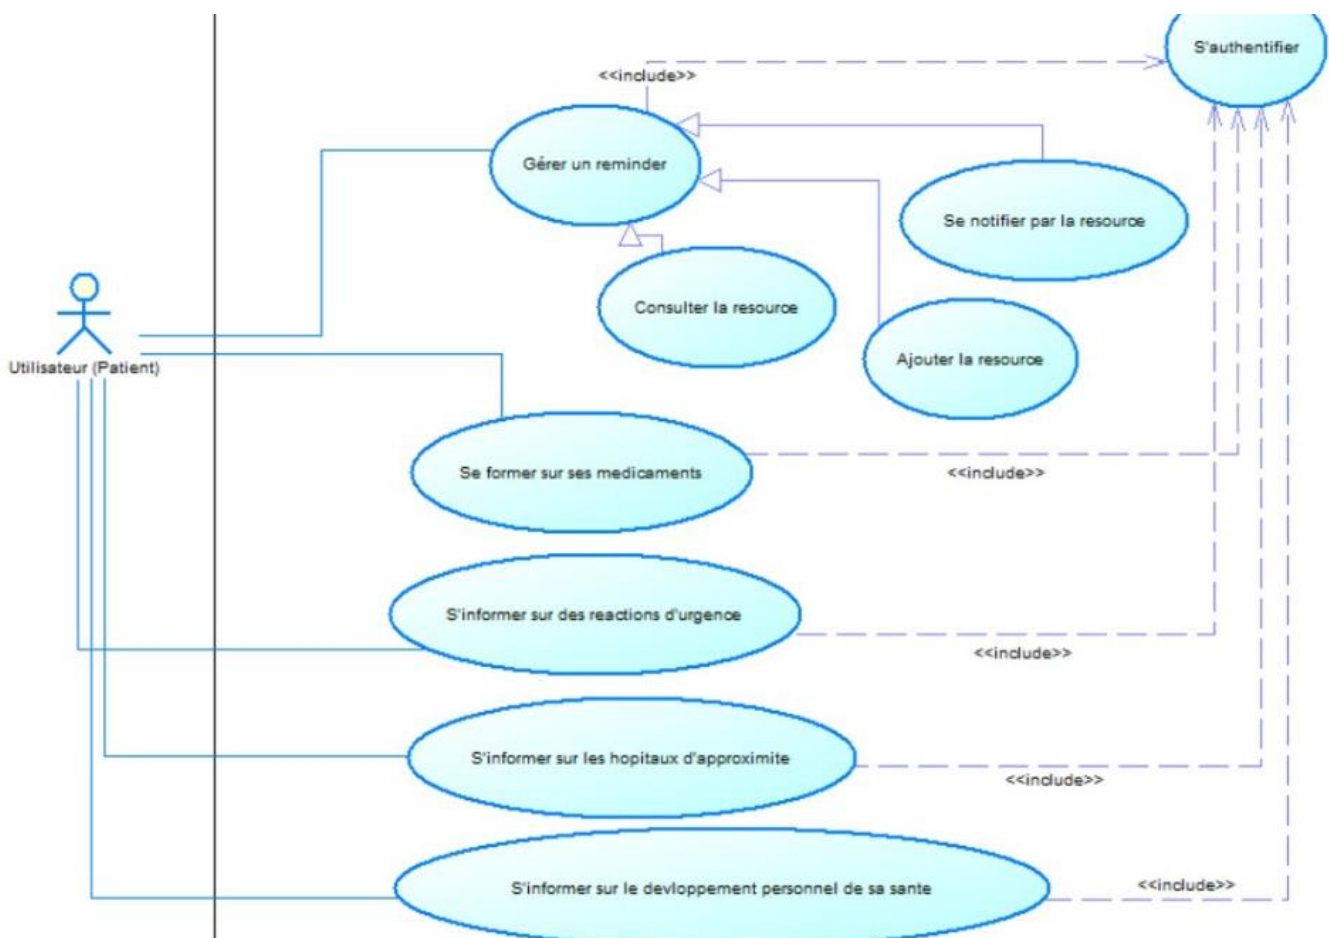 S'authentifier
<<include>>
Gérer un reminder
Se notifier par la resource
Consulter la resource
Ajouter la resource
Utilisateur (Patient)
Se former sur ses medicaments
<<include>>
S'informer sur des reactions d'urgence
<<include>>
S'informer sur les hopitaux d'approximite
<<include>>
S'informer sur le devloppement personnel de sa sante
<<include>>